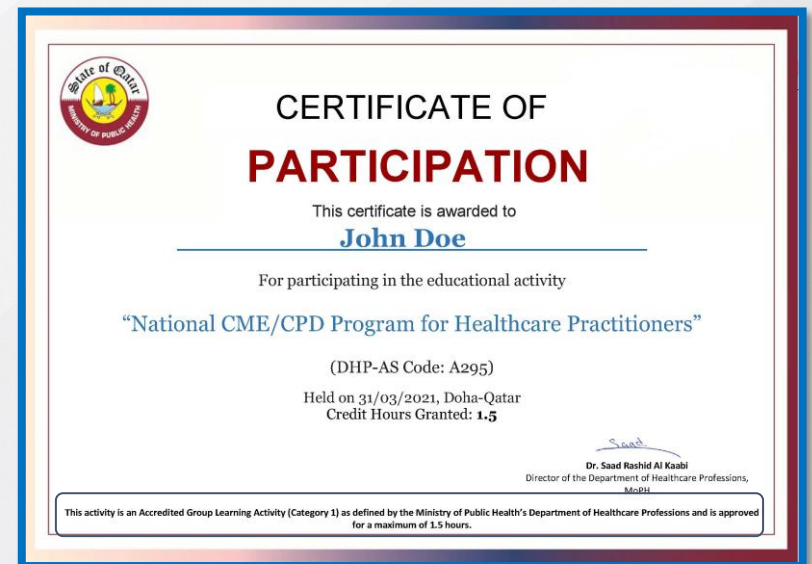 State of Qatar
MINISTRY OF PUBLIC HEALTH
CERTIFICATE OF
PARTICIPATION
This certificate is awarded to
John Doe
For participating in the educational activity
“National CME/CPD Program for Healthcare Practitioners”
(DHP-AS Code: A295)
Held on 31/03/2021, Doha-Qatar
Credit Hours Granted: 1.5
Saad
Dr. Saad Rashid Al Kaabi
Director of the Department of Healthcare Professions,
MoPH
This activity is an Accredited Group Learning Activity (Category 1) as defined by the Ministry of Public Health’s Department of Healthcare Professions and is approved
for a maximum of 1.5 hours.